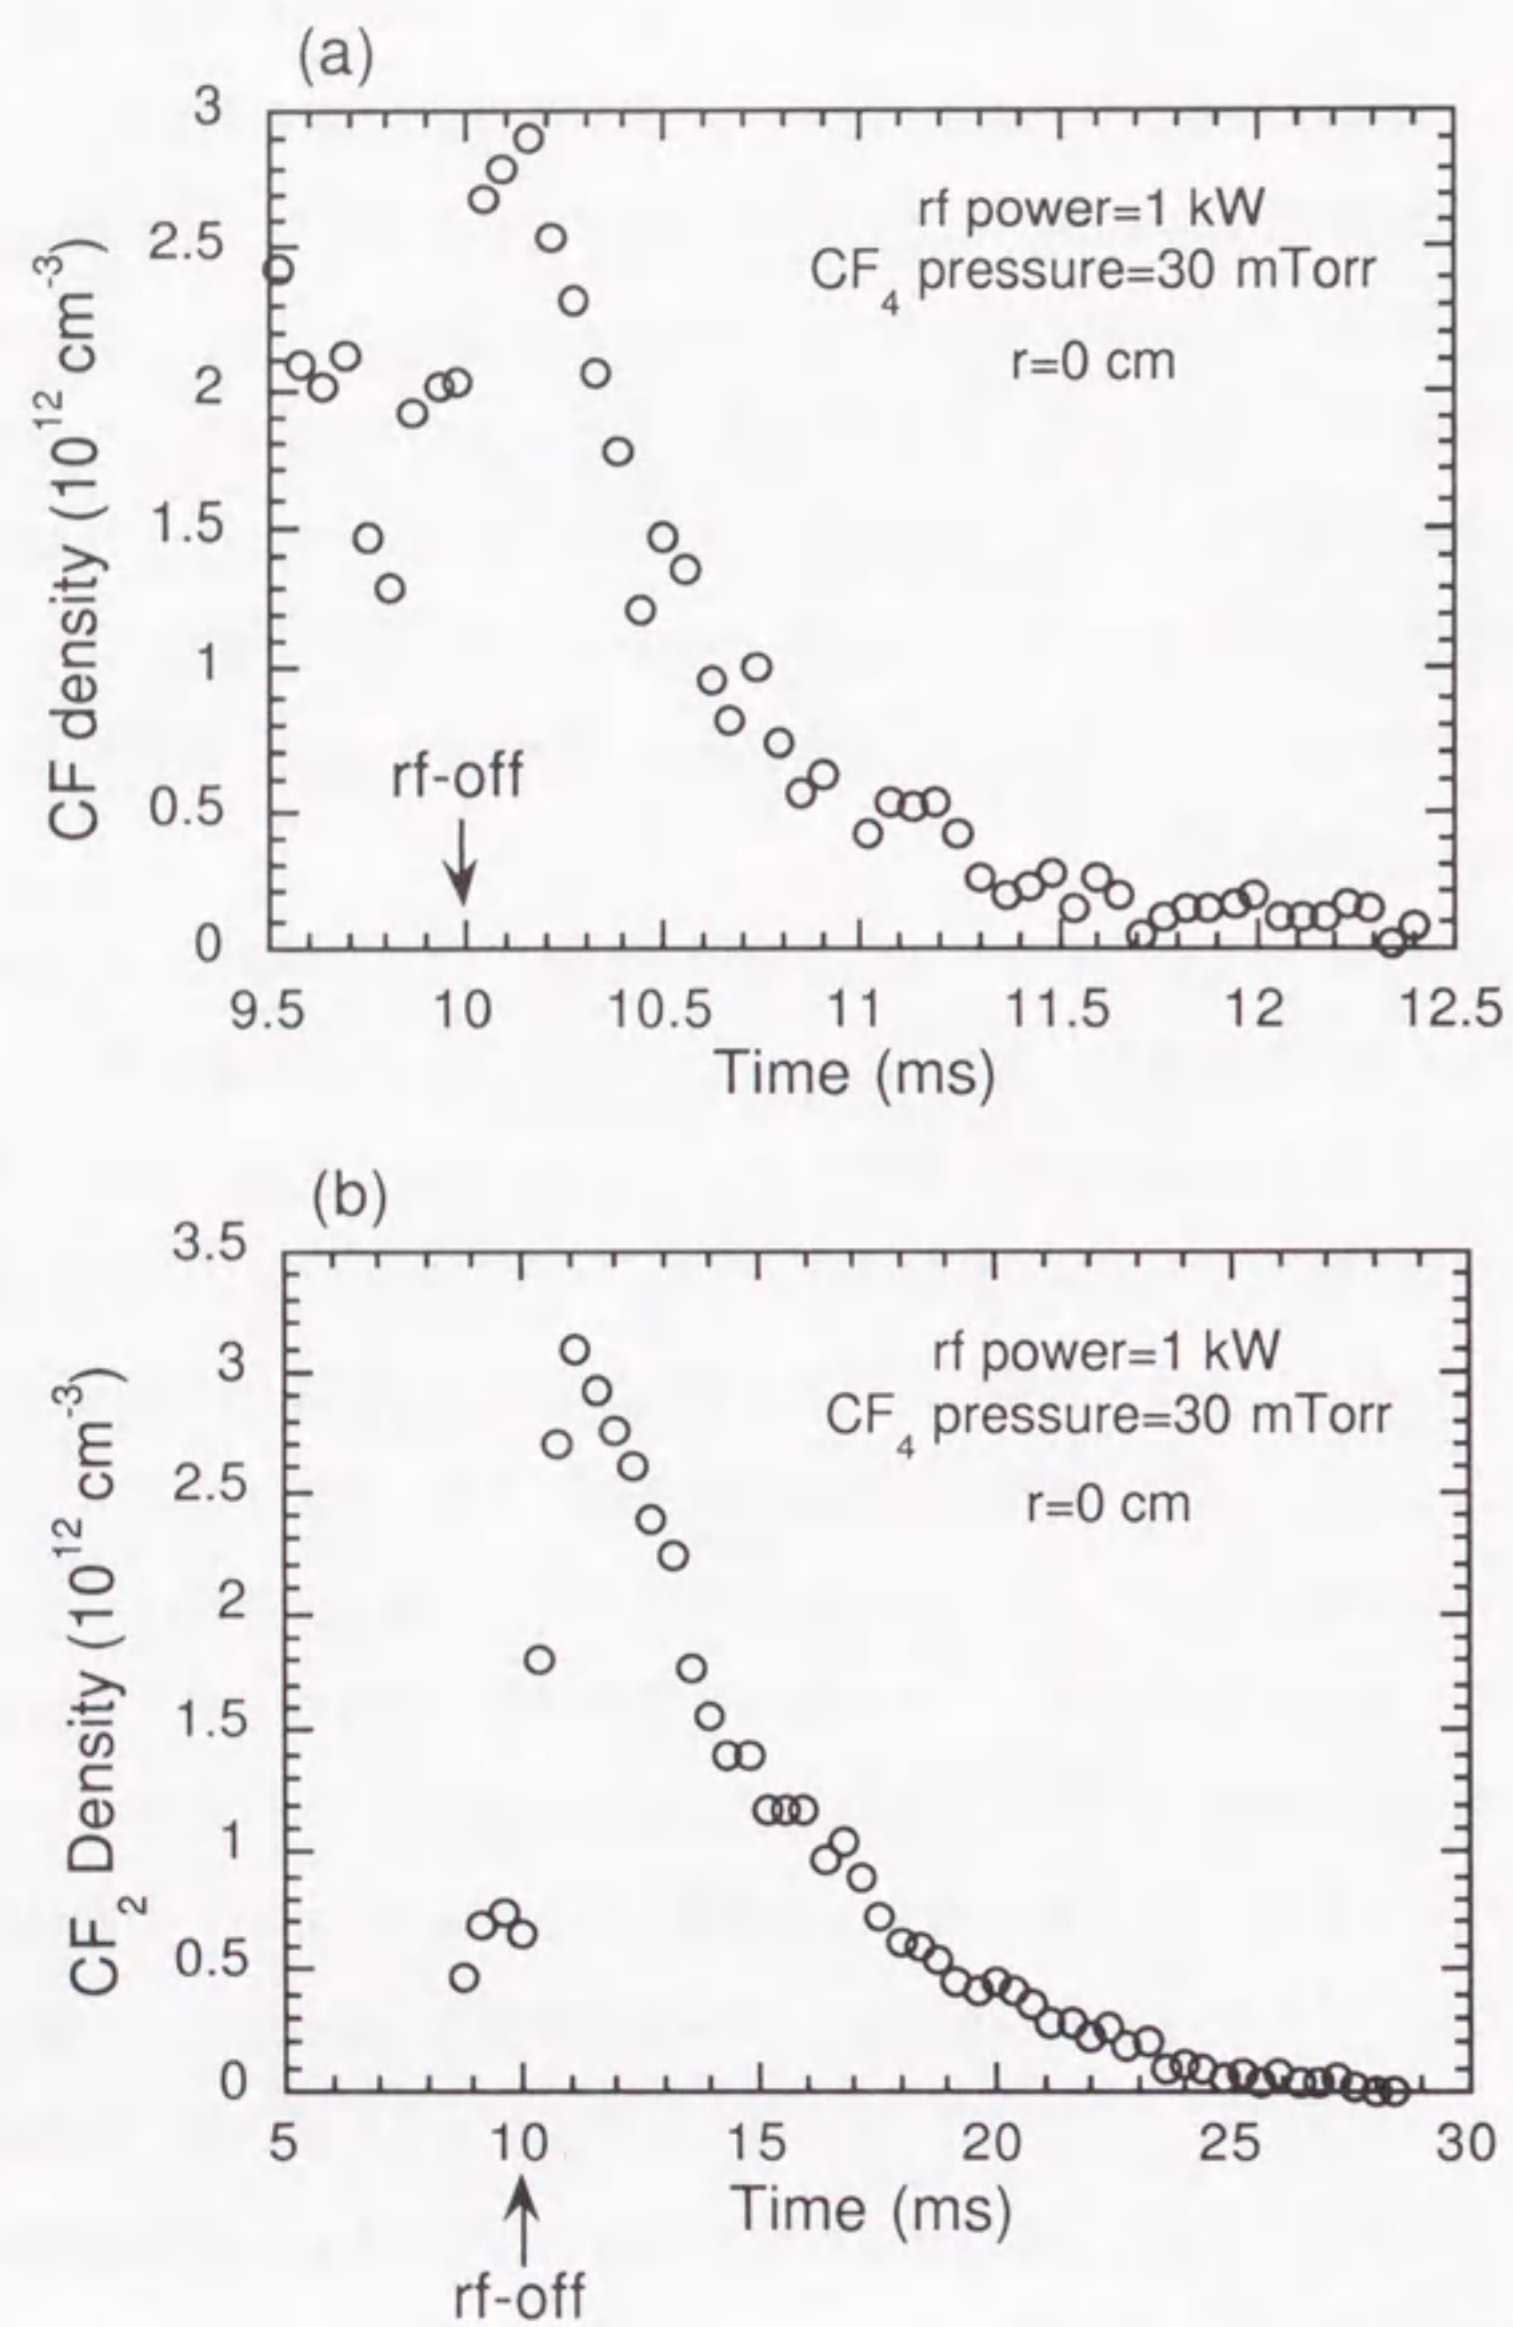 (a)
3
2.5
2
1.5
1
0.5
0
CF density (10¹² cm⁻³)
rf power=1 kW
CF₄ pressure=30 mTorr
r=0 cm
rf-off
9.5 10 10.5 11 11.5 12 12.5
Time (ms)
(b)
3.5
3
2.5
2
1.5
1
0.5
0
CF₂ Density (10¹² cm⁻³)
rf power=1 kW
CF₄ pressure=30 mTorr
r=0 cm
5 10 15 20 25 30
Time (ms)
rf-off